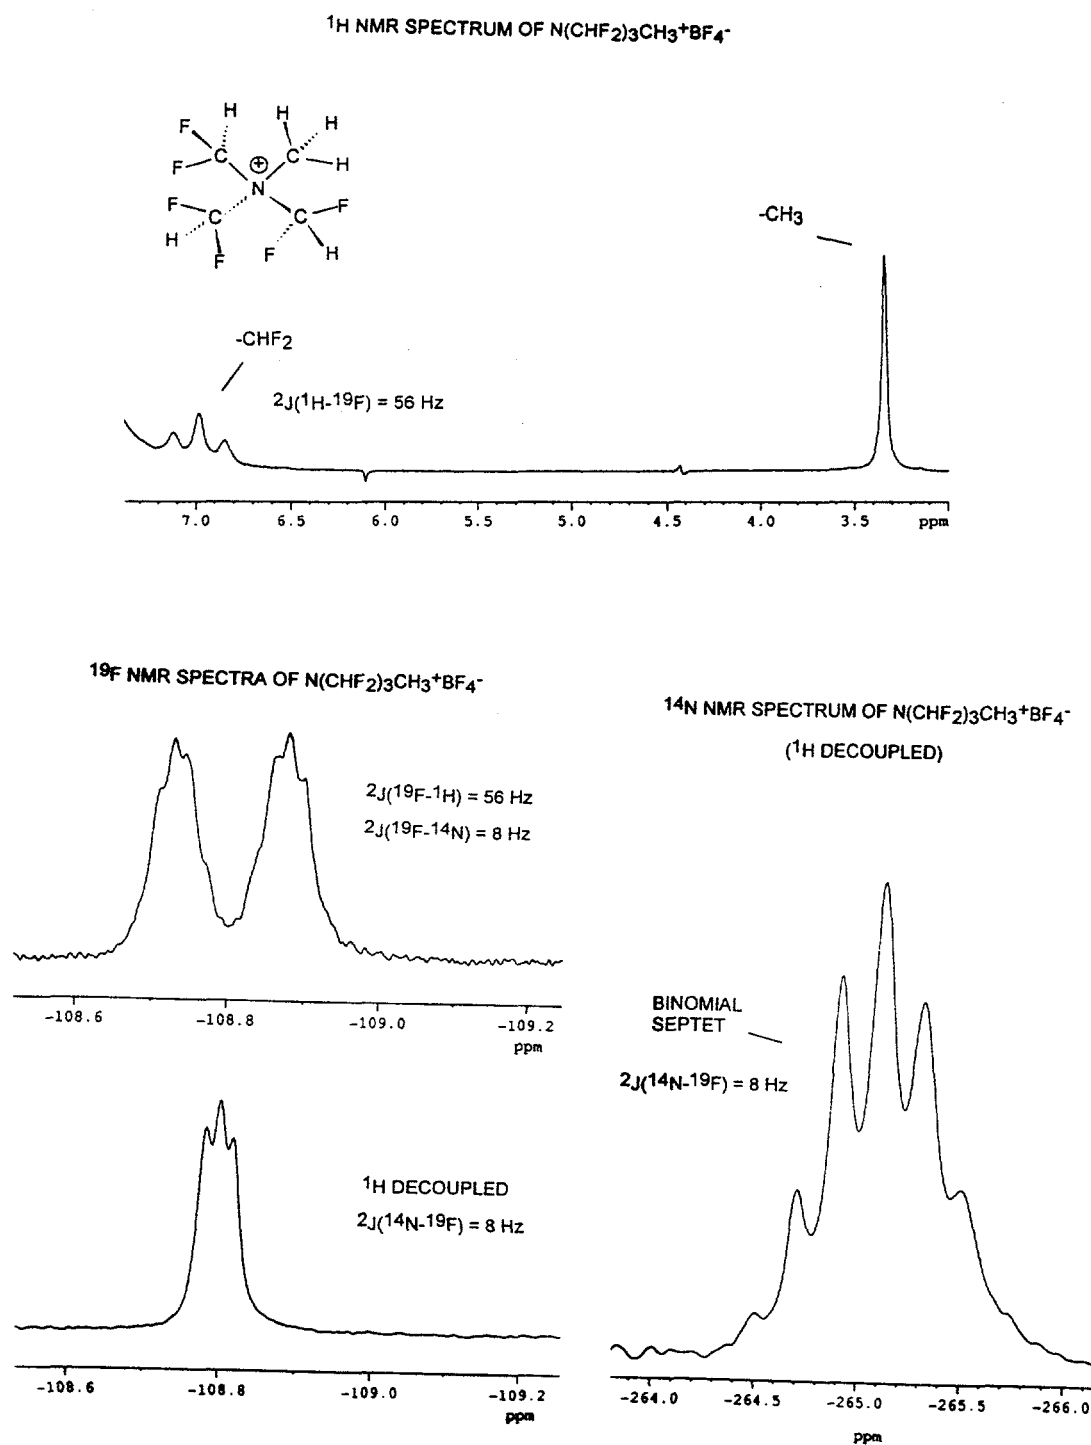 1H NMR SPECTRUM OF N(CHF2)3CH3+BF4-
H H H
F C + C
F N H
F C C F
H F F H
-CH3
-CHF2
2J(1H-19F) = 56 Hz
7.0 6.5 6.0 5.5 5.0 4.5 4.0 3.5 ppm
19F NMR SPECTRA OF N(CHF2)3CH3+BF4-
2J(19F-1H) = 56 Hz
2J(19F-14N) = 8 Hz
-108.6 -108.8 -109.0 -109.2
ppm
1H DECOUPLED
2J(14N-19F) = 8 Hz
-108.6 -108.8 -109.0 -109.2
ppm
14N NMR SPECTRUM OF N(CHF2)3CH3+BF4-
(1H DECOUPLED)
BINOMIAL
SEPTET
2J(14N-19F) = 8 Hz
-264.0 -264.5 -265.0 -265.5 -266.0
ppm